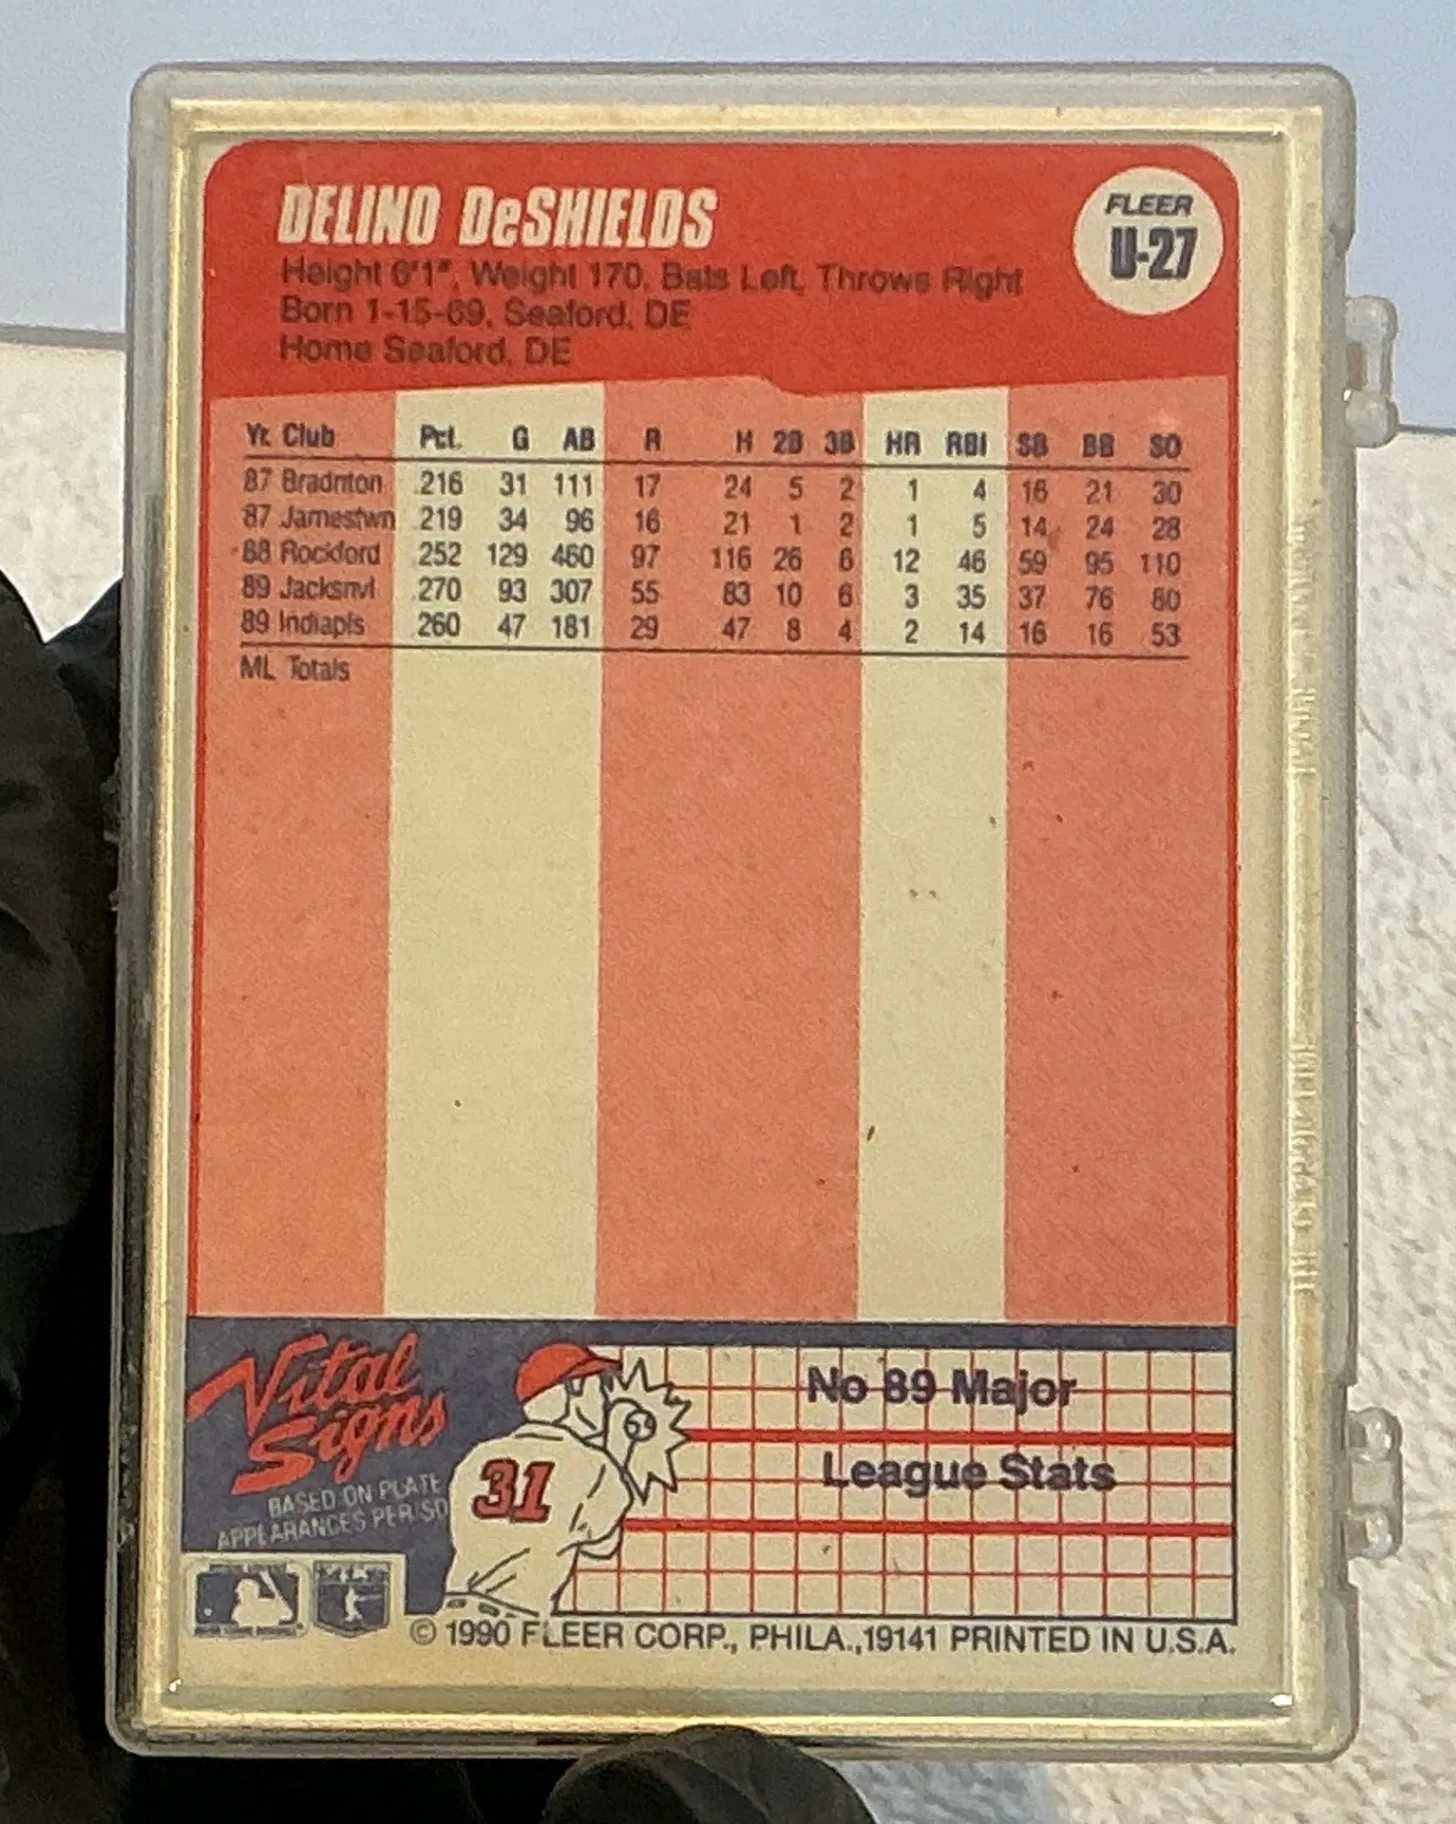 DELINO DeSHIELDS
FLEER
U-27
Height 6'1", Weight 170, Bats Left, Throws Right
Born 1-15-69, Seaford, DE
Home Seaford, DE
Yr. Club Pct. G AB R H 2B 3B HR RBI SB BB SO
87 Bradnton .216 31 111 17 24 5 2 1 4 16 21 30
87 Jamestwn .219 34 96 16 21 1 2 1 5 14 24 28
88 Rockford .252 129 460 97 116 26 6 12 46 59 95 110
89 Jacksnvl .270 93 307 55 83 10 6 3 35 37 76 80
89 Indiapls .260 47 181 29 47 8 4 2 14 16 16 53
ML Totals
Vital
Signs
BASED ON PLATE
APPEARANCES PER SO
31
No 89 Major
League Stats
© 1990 FLEER CORP., PHILA.,19141 PRINTED IN U.S.A.